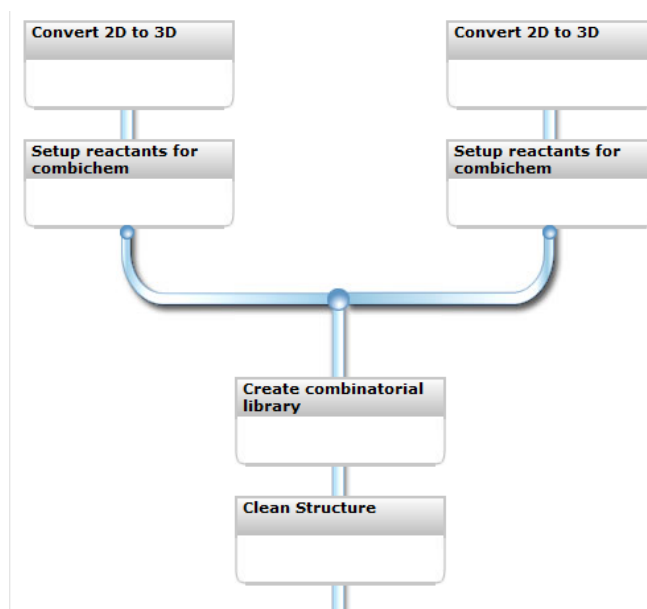 Convert 2D to 3D
Convert 2D to 3D
Setup reactants for
combichem
Setup reactants for
combichem
Create combinatorial
library
Clean Structure